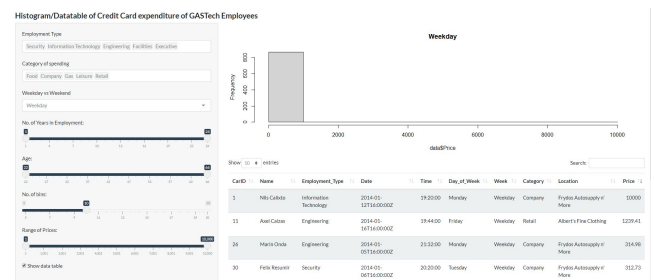 Histogram/Datatable of Credit Card expenditure of GASTech Employees
Employment Type
Security Information Technology Engineering Facilities Executive
Category of spending
Food Company Gas Leisure Retail
Weekday vs Weekend
Weekday
No. of Years in Employment:
Age:
No. of bins:
10
Range of Prices:
10,000
Show data table
Weekday
Frequency
0 200 400 600 800
0 2000 4000 6000 8000 10000
data$Price
Show 10 entries
Search:
CarID Name Employment_Type Date Time Day_of_Week Week Category Location Price
1 Nils Calixto Information Technology 2014-01-12T16:00:00Z 19:20:00 Monday Weekday Company Frydos Autosupply n' More 10000
11 Axel Calzas Engineering 2014-01-16T16:00:00Z 19:44:00 Friday Weekday Retail Albert's Fine Clothing 1239.41
26 Marin Onda Engineering 2014-01-05T16:00:00Z 21:32:00 Monday Weekday Company Frydos Autosupply n' More 314.98
30 Felix Resumir Security 2014-01-06T16:00:00Z 20:20:00 Tuesday Weekday Company Frydos Autosupply n' More 312.73